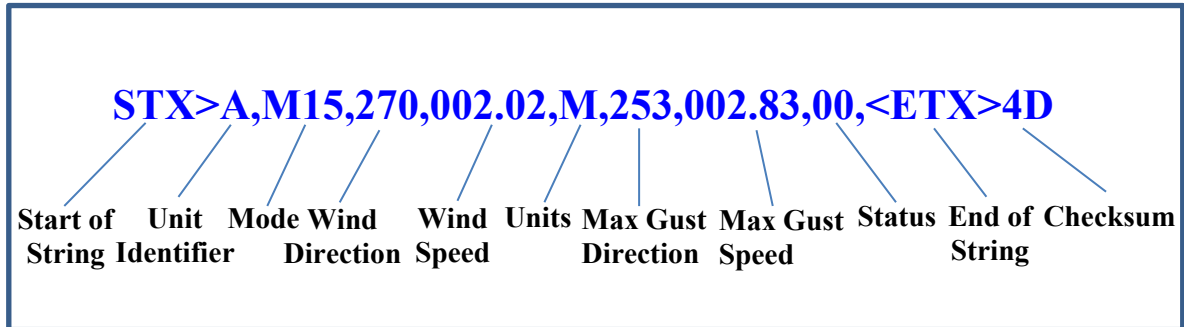 STX>A,M15,270,002.02,M,253,002.83,00,<ETX>4D
Start of String
Unit Identifier
Mode
Wind Direction
Wind Speed
Units
Max Gust Direction
Max Gust Speed
Status
End of String
Checksum